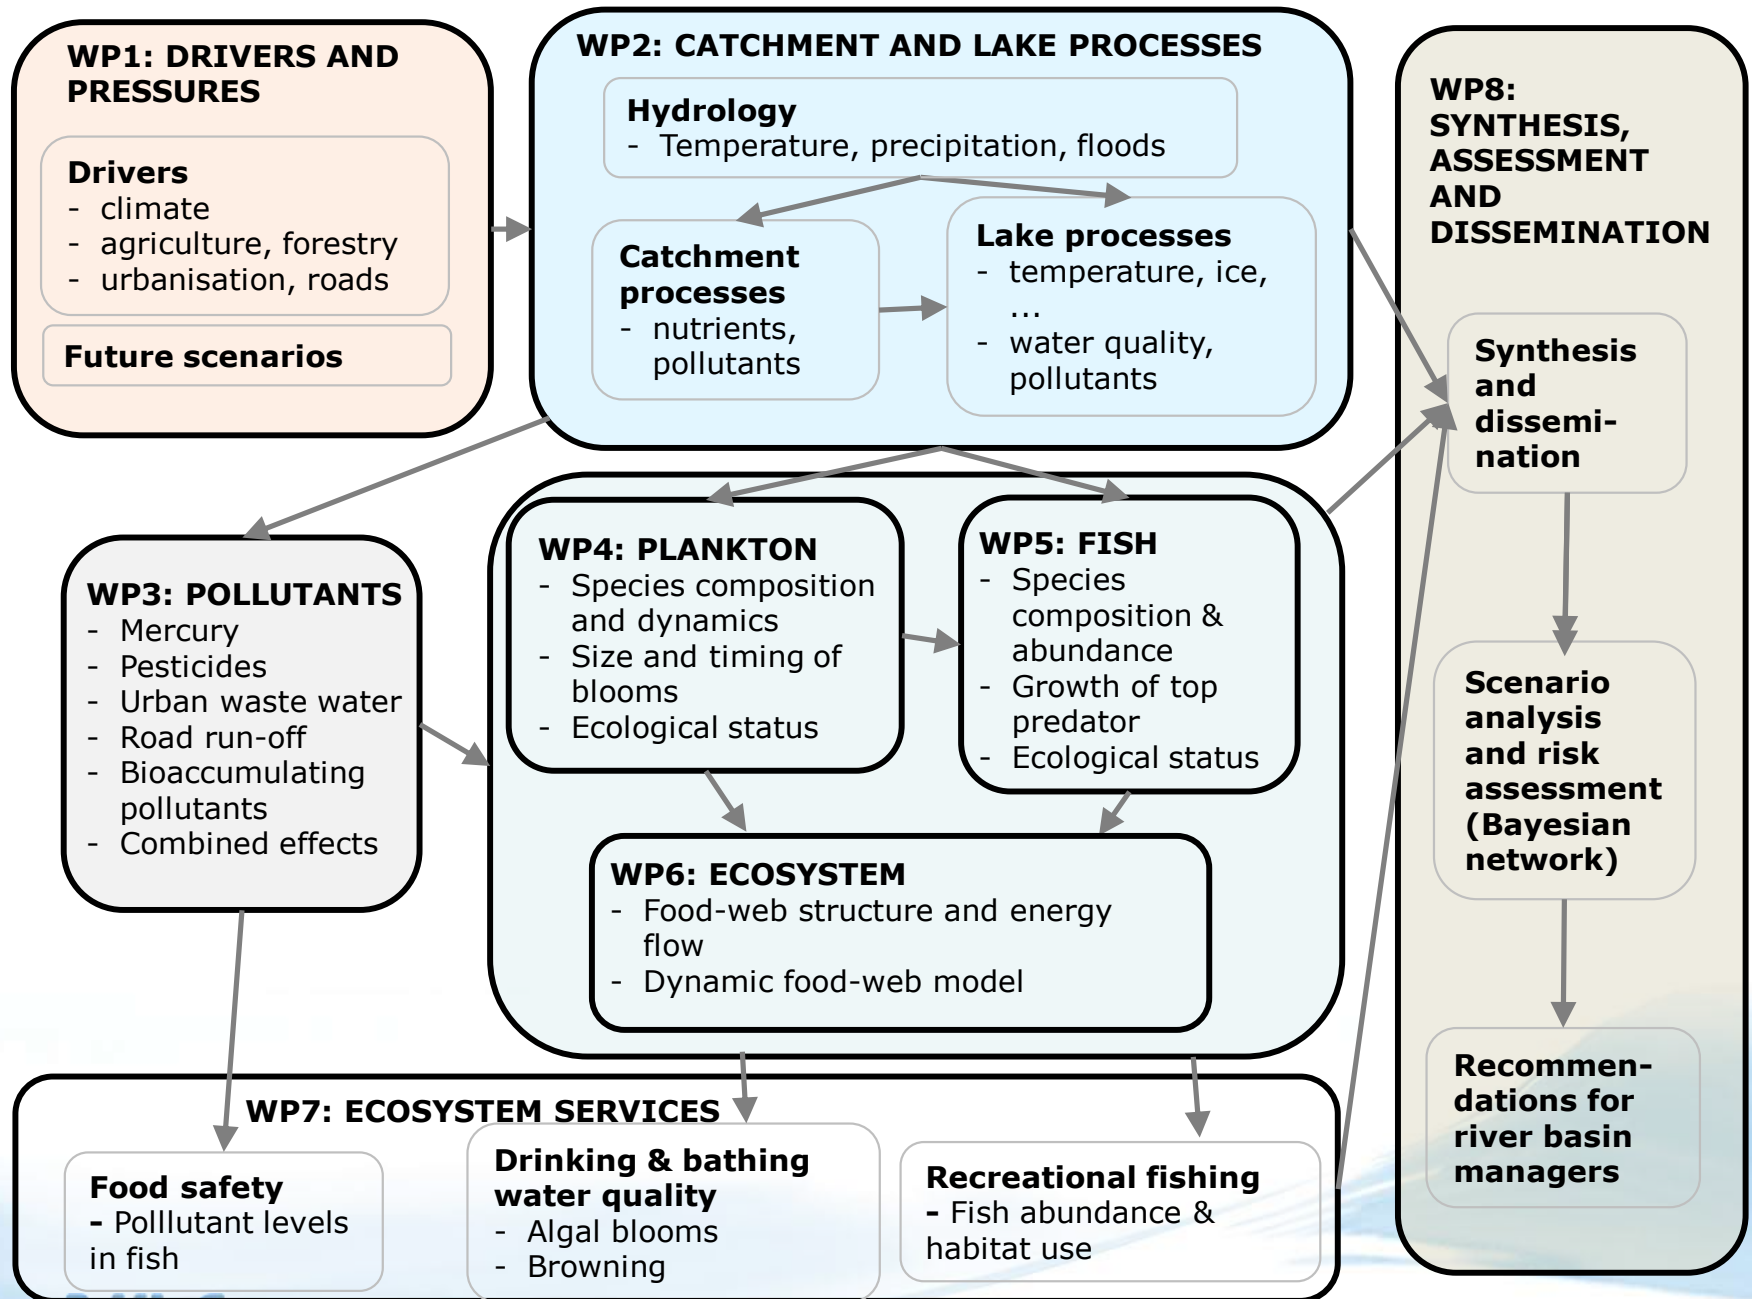 WP1: DRIVERS AND
PRESSURES
Drivers
- climate
- agriculture, forestry
- urbanisation, roads
Future scenarios
WP2: CATCHMENT AND LAKE PROCESSES
Hydrology
- Temperature, precipitation, floods
Catchment
processes
- nutrients,
pollutants
Lake processes
- temperature, ice,
...
- water quality,
pollutants
WP3: POLLUTANTS
- Mercury
- Pesticides
- Urban waste water
- Road run-off
- Bioaccumulating
pollutants
- Combined effects
WP4: PLANKTON
- Species composition
and dynamics
- Size and timing of
blooms
- Ecological status
WP5: FISH
- Species
composition &
abundance
- Growth of top
predator
- Ecological status
WP6: ECOSYSTEM
- Food-web structure and energy
flow
- Dynamic food-web model
WP7: ECOSYSTEM SERVICES
Food safety
- Polllutant levels
in fish
Drinking & bathing
water quality
- Algal blooms
- Browning
Recreational fishing
- Fish abundance &
habitat use
WP8:
SYNTHESIS,
ASSESSMENT
AND
DISSEMINATION
Synthesis
and
dissemi-
nation
Scenario
analysis
and risk
assessment
(Bayesian
network)
Recommen-
dations for
river basin
managers